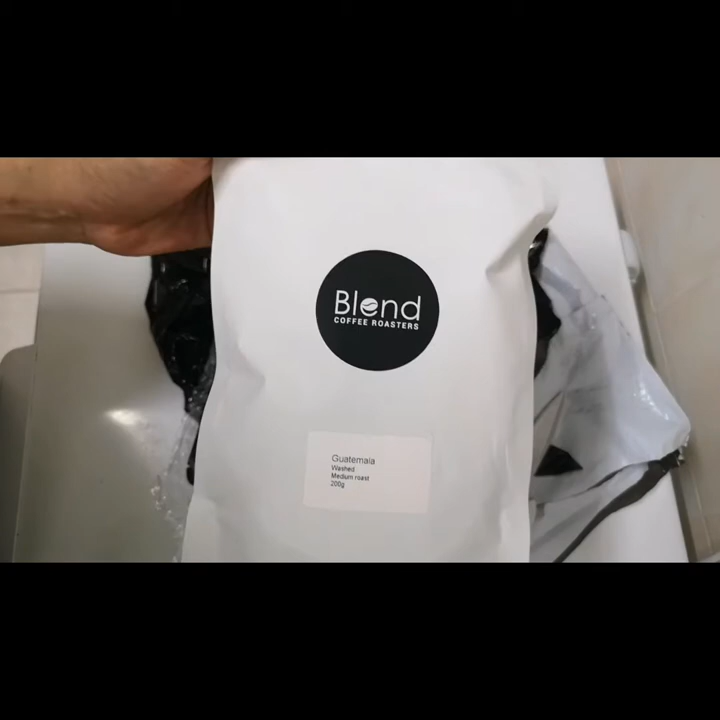 Blend
COFFEE ROASTERS
Guatemala
Washed
Medium roast
200g